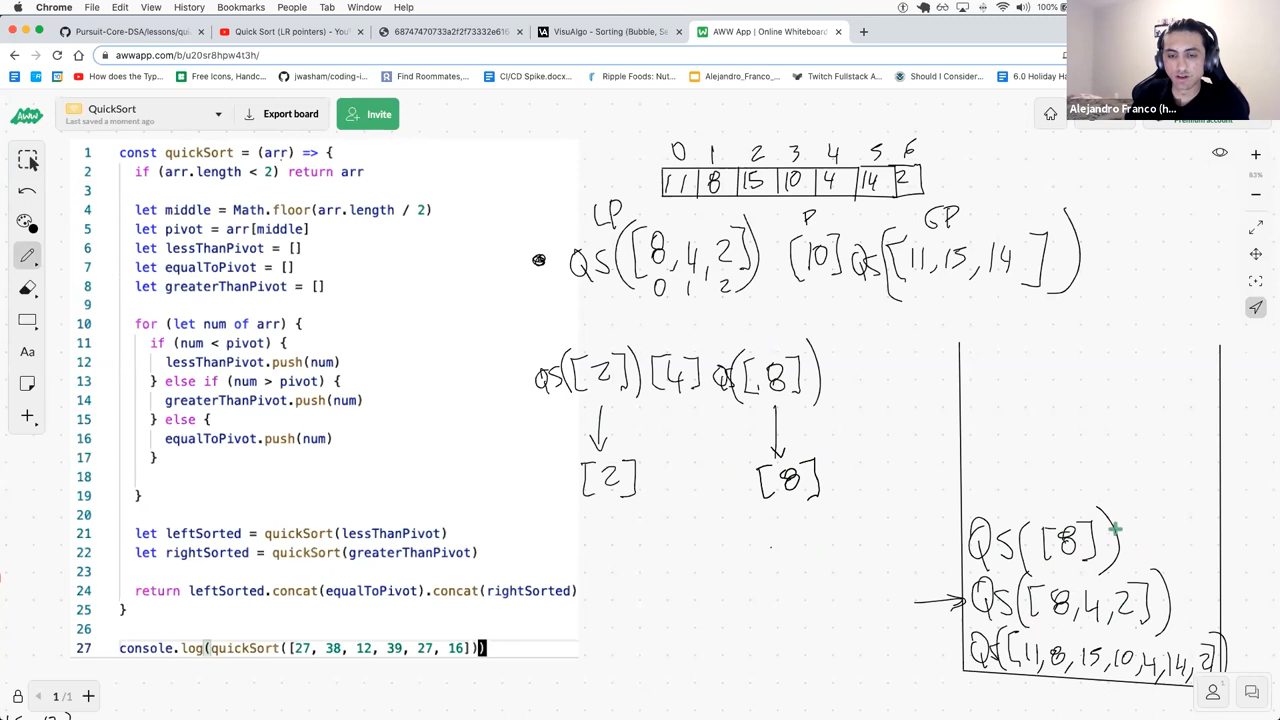 Chrome File Edit View History Bookmarks People Tab Window Help 100%
Pursuit-Core-DSA/lessons/quic
Quick Sort (LR pointers) - YouT
68747470733a2f2f
VisuAlgo - Sorting (Bubble, Se
AWW App | Online Whiteboard
awwapp.com/b/u20sr8hpw4t3h/
How does the Typ...
Free Icons, Handc...
jwasham/coding-i...
Find Roommates,...
CI/CD Spike.docx...
Ripple Foods: Nut...
Alejandro_Franco_...
Twitch Fullstack A...
Should I Consider...
6.0 Holiday Ha
Alejandro Franco (h...
Premium account
QuickSort
Last saved a moment ago
Export board
Invite
83%
1 const quickSort = (arr) => {
2 if (arr.length < 2) return arr
3
4 let middle = Math.floor(arr.length / 2)
5 let pivot = arr[middle]
6 let lessThanPivot = []
7 let equalToPivot = []
8 let greaterThanPivot = []
9
10 for (let num of arr) {
11 if (num < pivot) {
12 lessThanPivot.push(num)
13 } else if (num > pivot) {
14 greaterThanPivot.push(num)
15 } else {
16 equalToPivot.push(num)
17 }
18
19 }
20
21 let leftSorted = quickSort(lessThanPivot)
22 let rightSorted = quickSort(greaterThanPivot)
23
24 return leftSorted.concat(equalToPivot).concat(rightSorted)
25 }
26
27 console.log(quickSort([27, 38, 12, 39, 27, 16]))
Aa
1/1
0 1 2 3 4 5 6
11 8 15 10 4 14 2
LP P GP
QS([8,4,2]) [10] QS([11,15,14])
0 1 2
QS([2]) [4] QS([8])
[2] [8]
QS([8])
QS([8,4,2])
QS([11,8,15,10,4,14,2])
1